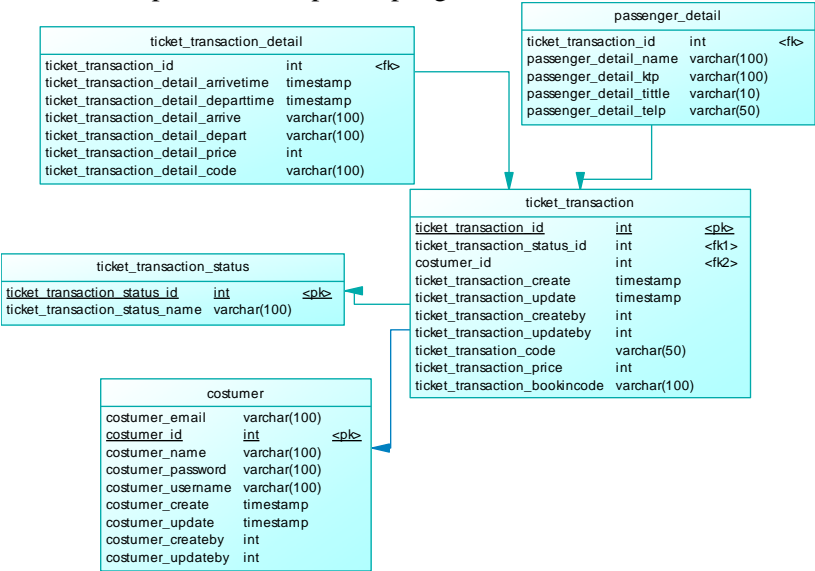 passenger_detail
ticket_transaction_id int <fk>
passenger_detail_name varchar(100)
passenger_detail_ktp varchar(100)
passenger_detail_tittle varchar(10)
passenger_detail_telp varchar(50)
ticket_transaction_detail
ticket_transaction_id int <fk>
ticket_transaction_detail_arrivetime timestamp
ticket_transaction_detail_departtime timestamp
ticket_transaction_detail_arrive varchar(100)
ticket_transaction_detail_depart varchar(100)
ticket_transaction_detail_price int
ticket_transaction_detail_code varchar(100)
ticket_transaction
ticket_transaction_id int <pk>
ticket_transaction_status_id int <fk1>
costumer_id int <fk2>
ticket_transaction_create timestamp
ticket_transaction_update timestamp
ticket_transaction_createby int
ticket_transaction_updateby int
ticket_transation_code varchar(50)
ticket_transaction_price int
ticket_transaction_bookincode varchar(100)
ticket_transaction_status
ticket_transaction_status_id int <pk>
ticket_transaction_status_name varchar(100)
costumer
costumer_email varchar(100)
costumer_id int <pk>
costumer_name varchar(100)
costumer_password varchar(100)
costumer_username varchar(100)
costumer_create timestamp
costumer_update timestamp
costumer_createby int
costumer_updateby int